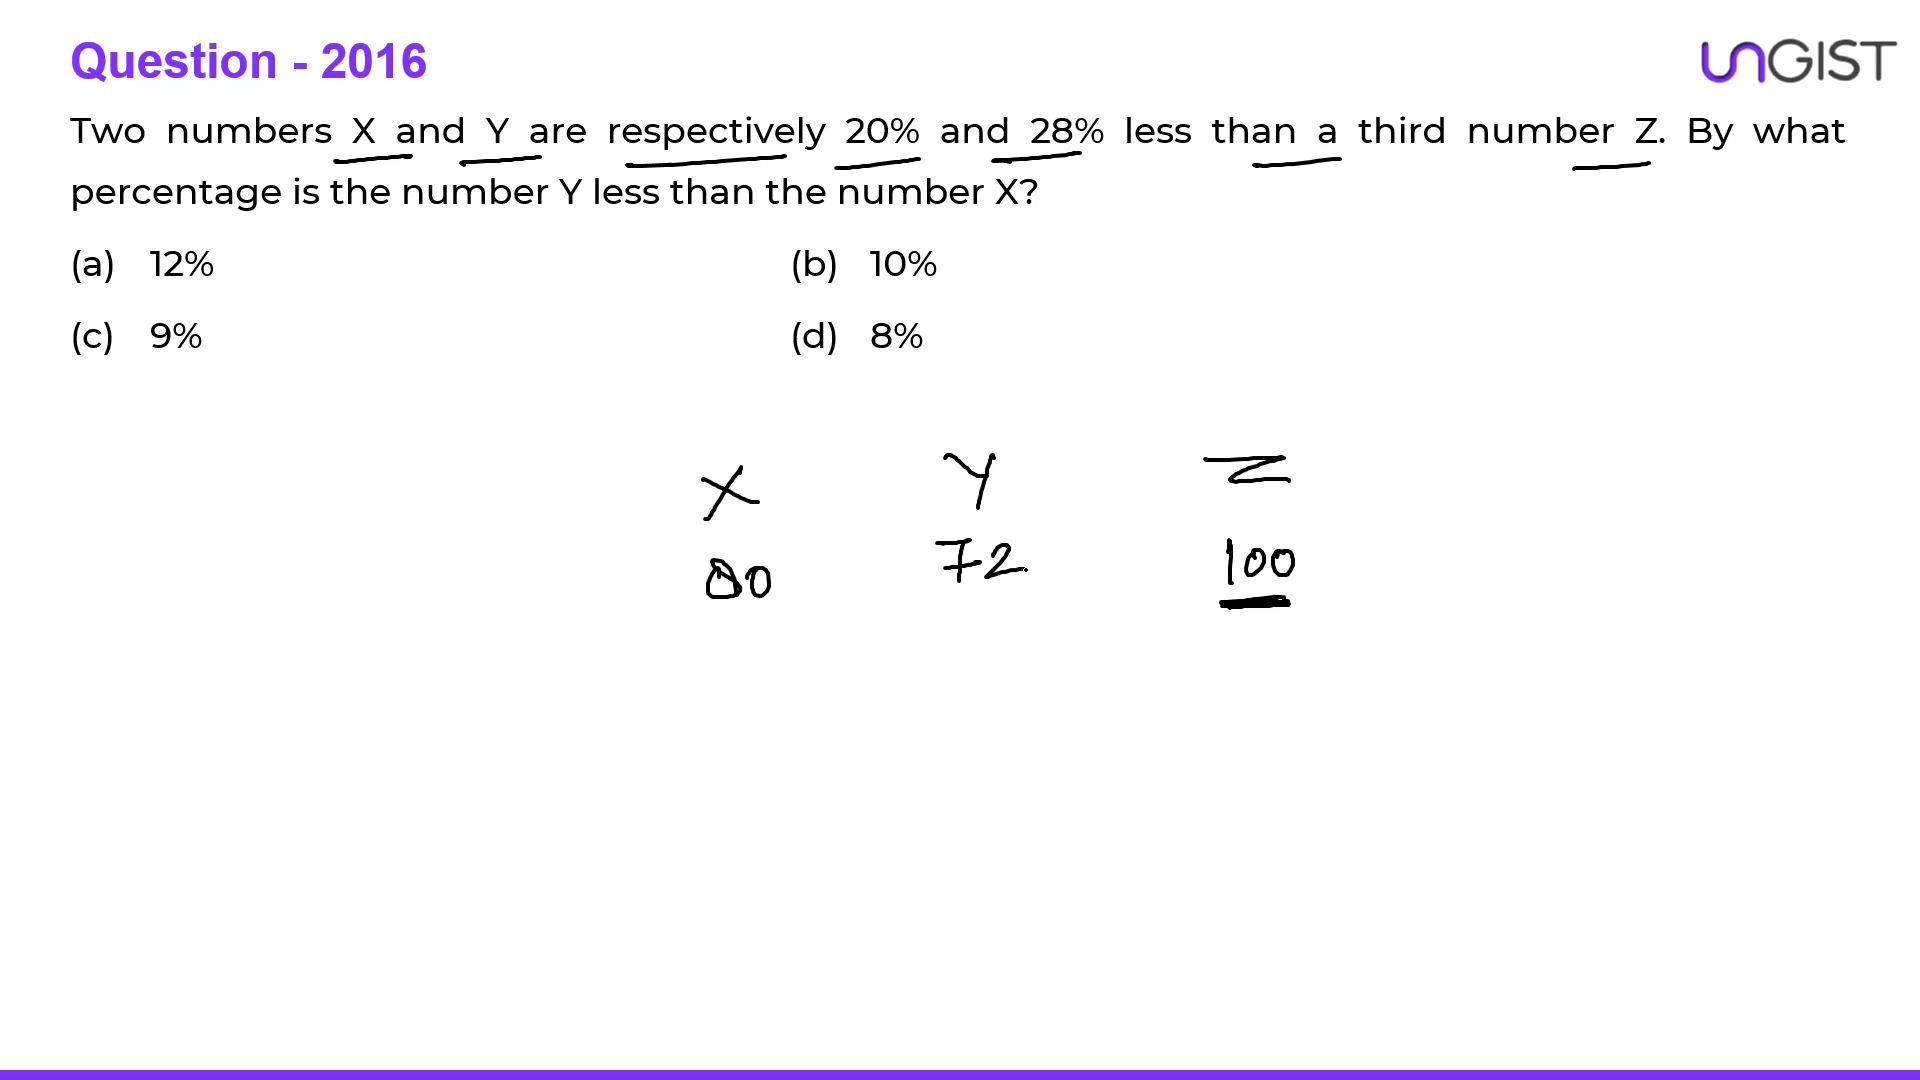 Question - 2016
UNGIST
Two numbers X and Y are respectively 20% and 28% less than a third number Z. By what
percentage is the number Y less than the number X?
(a) 12% (b) 10%
(c) 9% (d) 8%
X Y Z
80 72 100